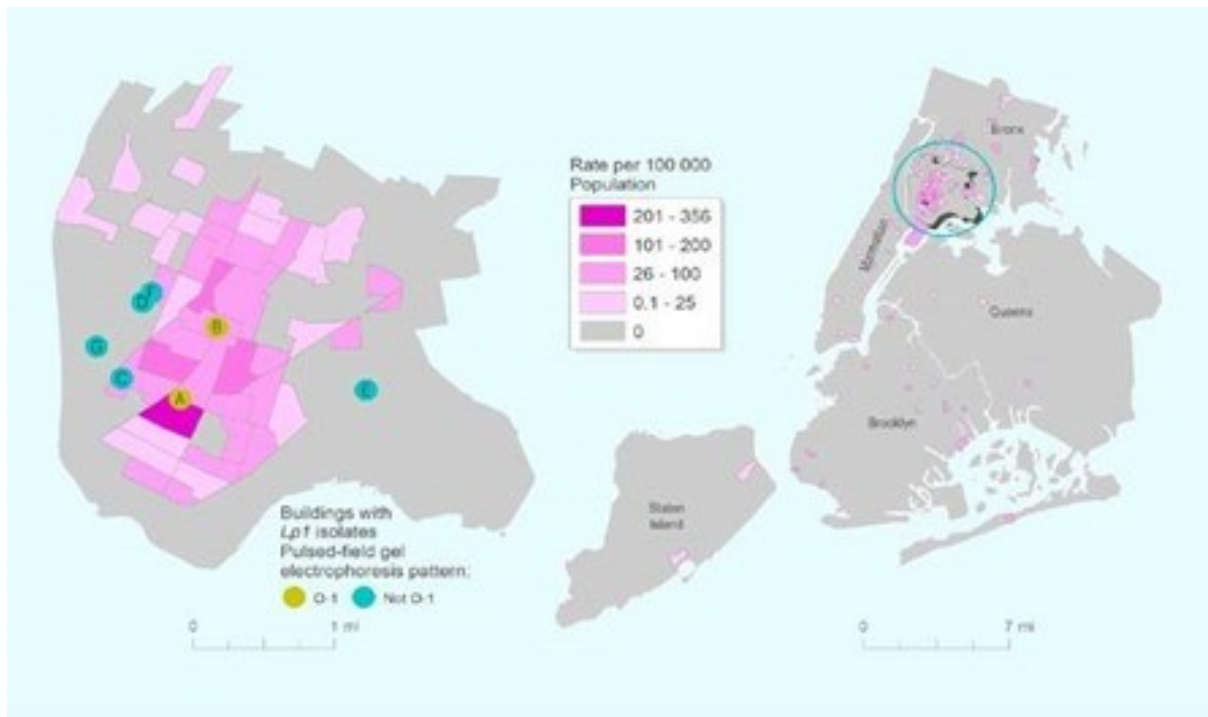 Rate per 100 000
Population
201 - 356
101 - 200
26 - 100
0.1 - 25
0
Bronx
Manhattan
Queens
Brooklyn
Staten
Island
B
G
C
A
E
Buildings with
Lp1 isolates
Pulsed-field gel
electrophoresis pattern:
O-1
Not O-1
0
1 mi
0
7 mi